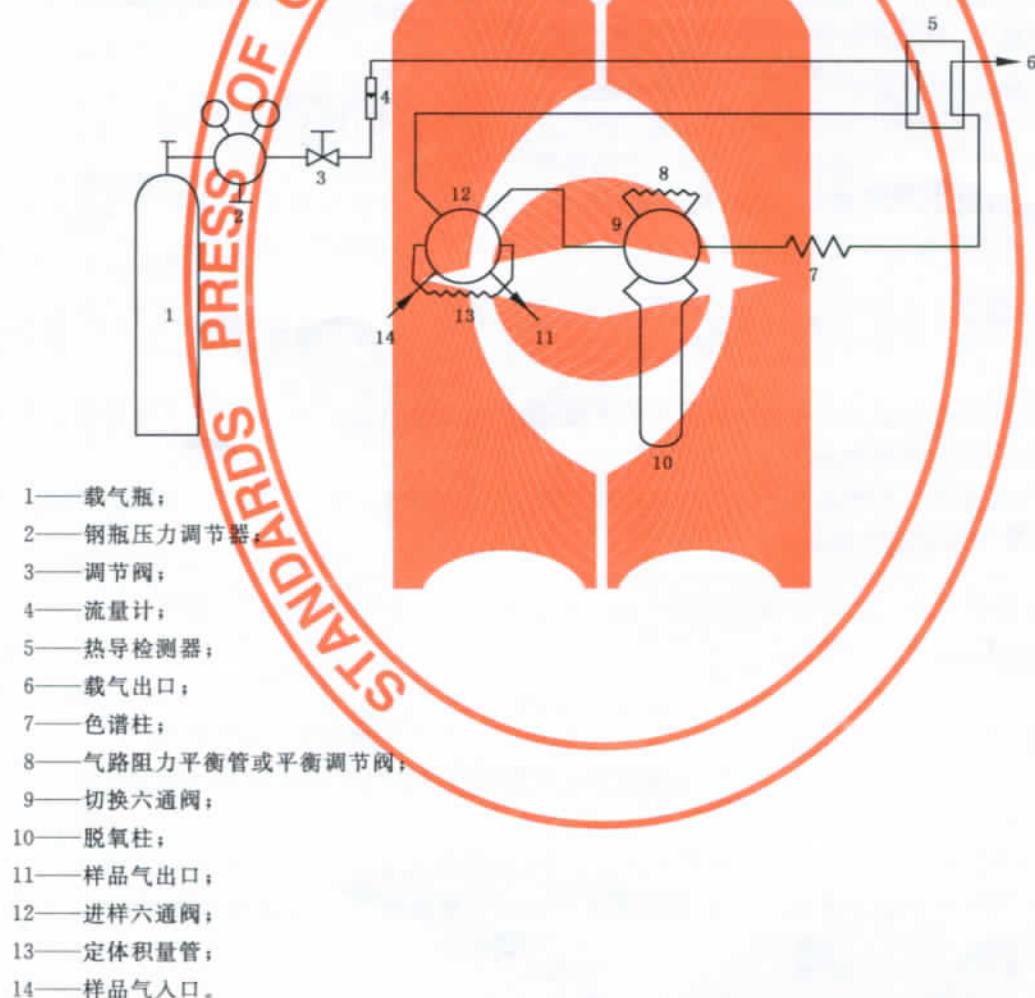 5
6
4
3
2
8
12
9
7
1
13
14
11
10
STANDARDS PRESS OF C
1——载气瓶；
2——钢瓶压力调节器；
3——调节阀；
4——流量计；
5——热导检测器；
6——载气出口；
7——色谱柱；
8——气路阻力平衡管或平衡调节阀；
9——切换六通阀；
10——脱氧柱；
11——样品气出口；
12——进样六通阀；
13——定体积量管；
14——样品气入口。